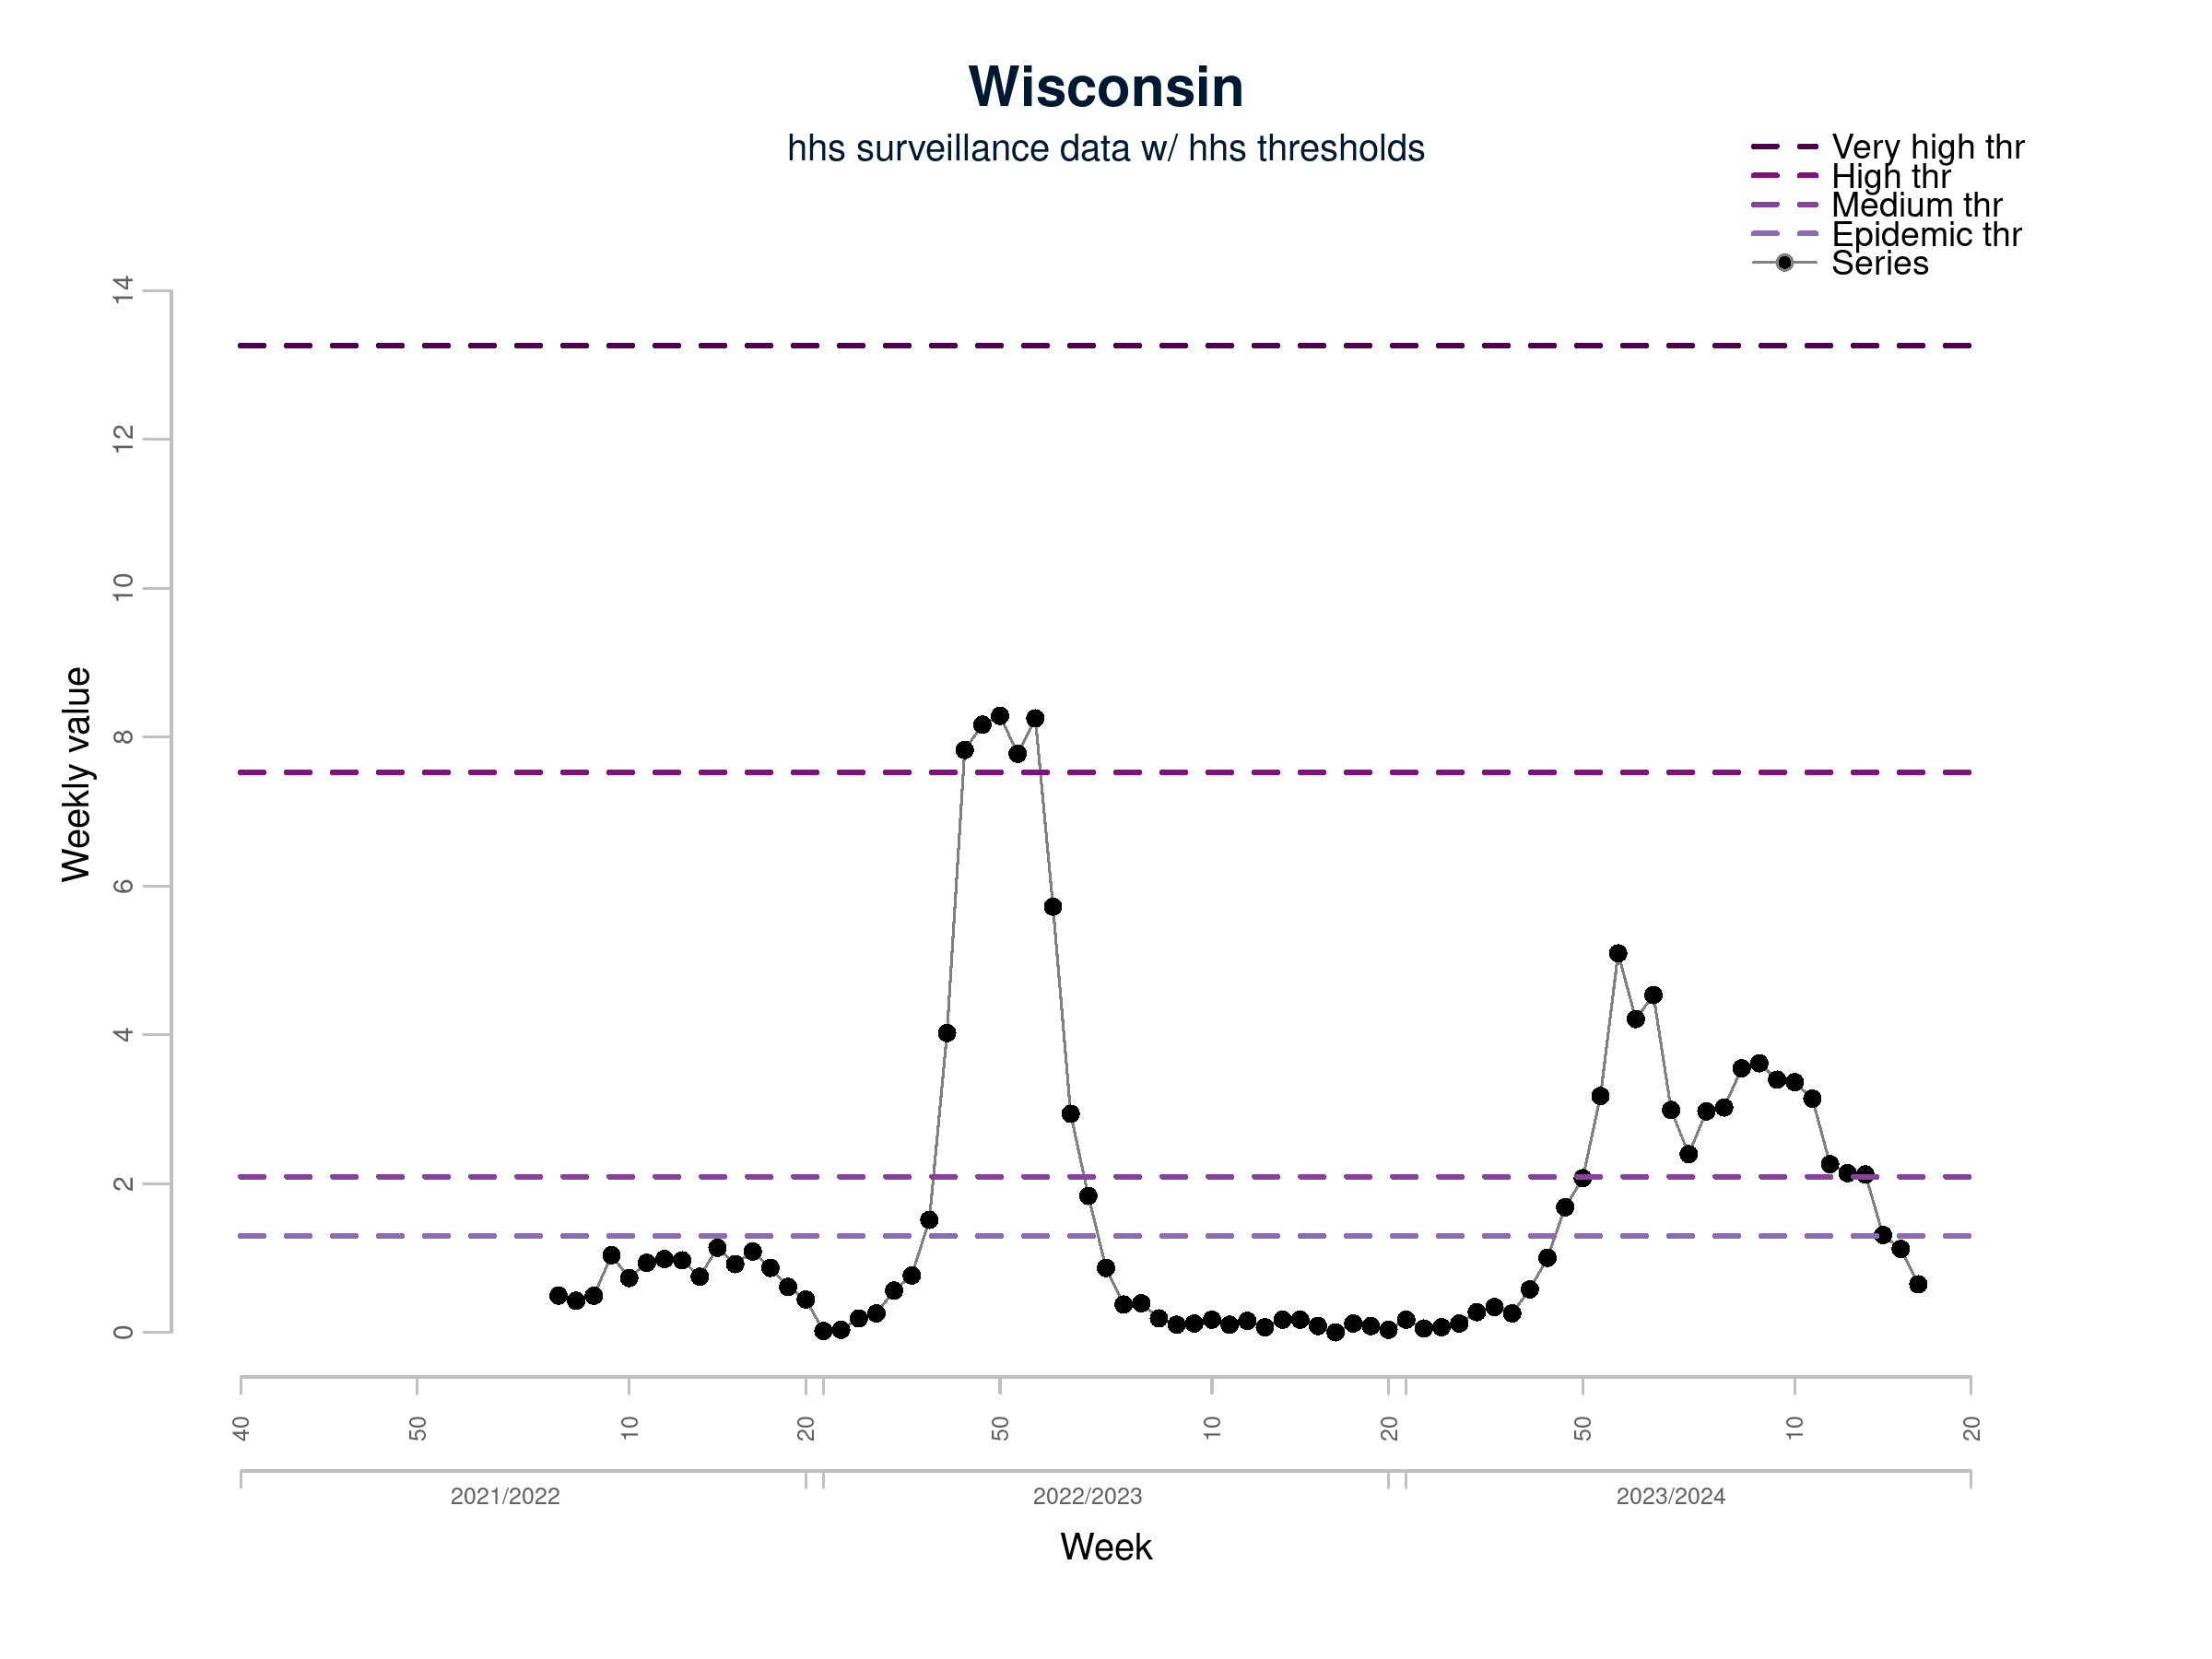 Wisconsin
hhs surveillance data w/ hhs thresholds
Very high thr
High thr
Medium thr
Epidemic thr
Series
14
12
10
8
6
4
2
0
Weekly value
40 50 10 20 50 10 20 50 10 20
2021/2022 2022/2023 2023/2024
Week